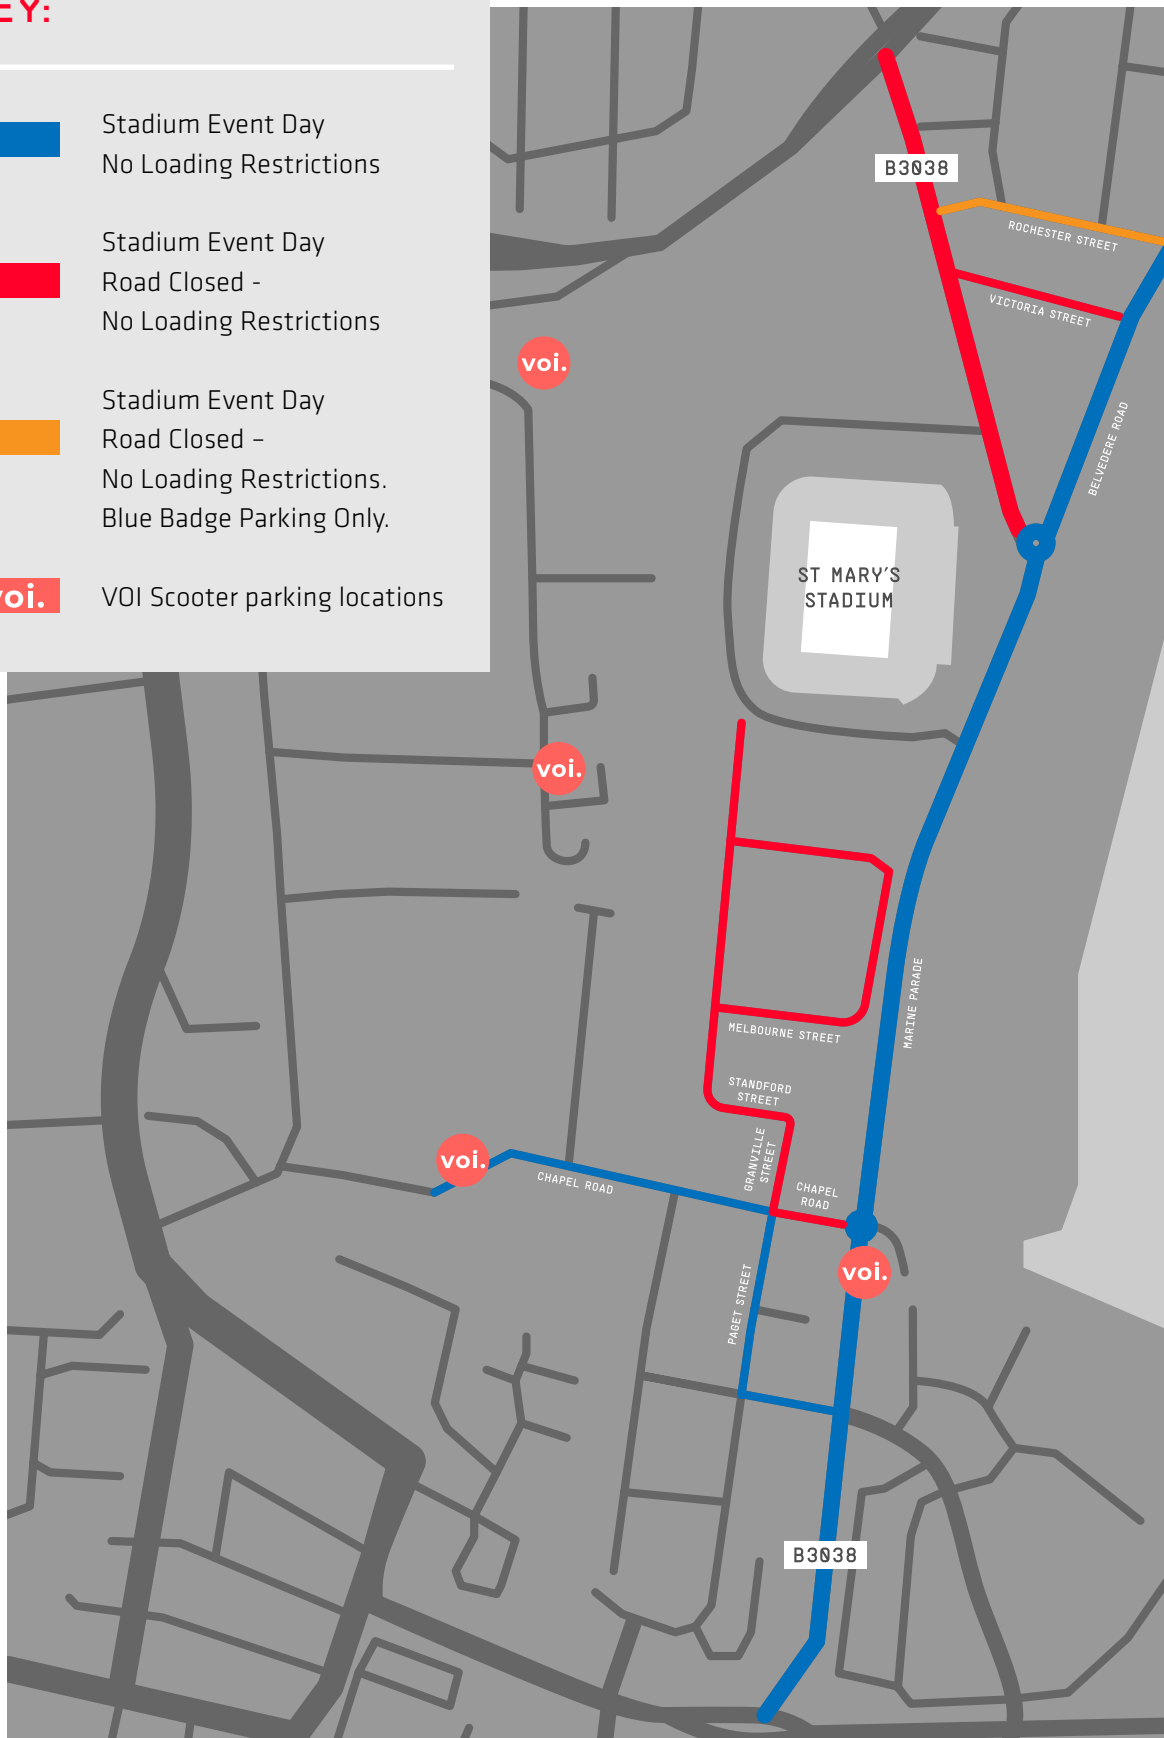 EY:
Stadium Event Day
No Loading Restrictions
Stadium Event Day
Road Closed -
No Loading Restrictions
Stadium Event Day
Road Closed –
No Loading Restrictions.
Blue Badge Parking Only.
voi.
VOI Scooter parking locations
B3038
ROCHESTER STREET
VICTORIA STREET
voi.
BELVEDERE ROAD
ST MARY'S
STADIUM
voi.
MARINE PARADE
MELBOURNE STREET
STANDFORD
STREET
GRANVILLE
STREET
voi.
CHAPEL ROAD
CHAPEL
ROAD
voi.
PAGET STREET
B3038